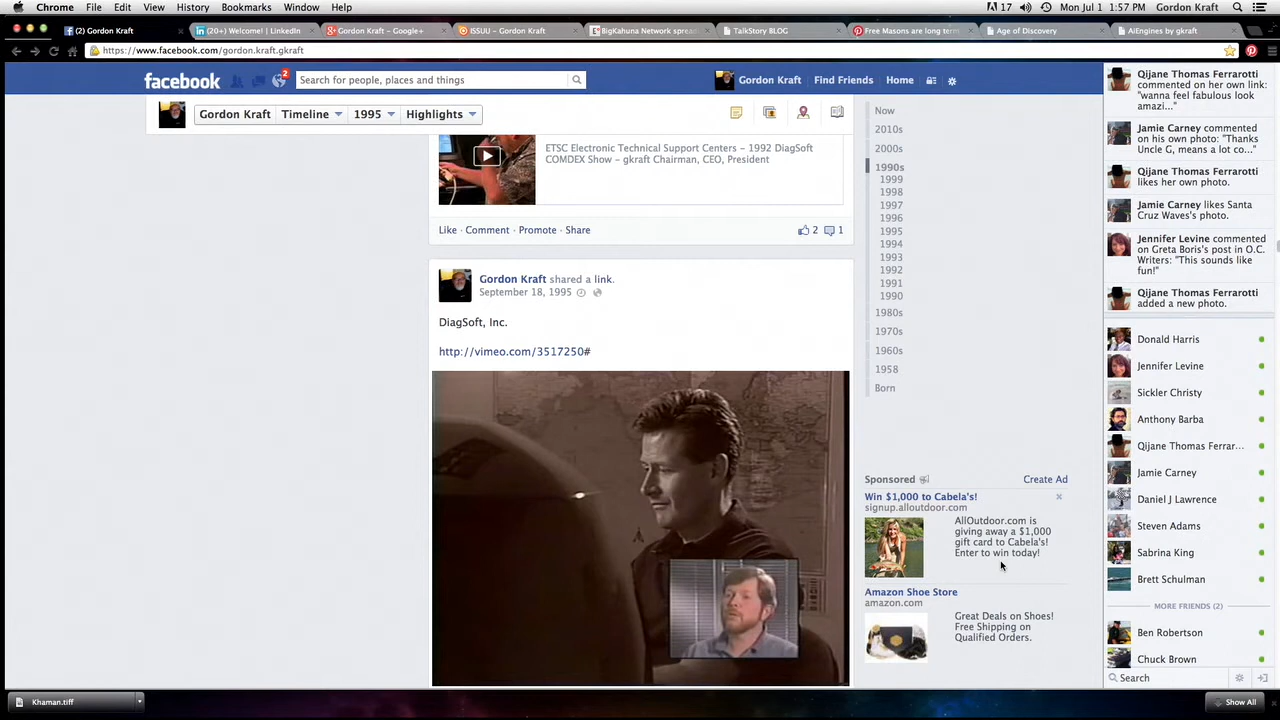 Chrome File Edit View History Bookmarks Window Help
17 Mon Jul 1 1:57 PM Gordon Kraft
(2) Gordon Kraft
(20+) Welcome! | LinkedIn
Gordon Kraft - Google+
ISSUU - Gordon Kraft
BigKahuna Network sprea
TalkStory BLOG
Free Masons are long term
Age of Discovery
AiEngines by gkraft
https://www.facebook.com/gordon.kraft.gkraft
facebook
2
Search for people, places and things
Gordon Kraft Find Friends Home
Gordon Kraft Timeline 1995 Highlights
ETSC Electronic Technical Support Centers - 1992 DiagSoft
COMDEX Show - gkraft Chairman, CEO, President
Like · Comment · Promote · Share
2 1
Gordon Kraft shared a link.
September 18, 1995
DiagSoft, Inc.
http://vimeo.com/3517250#
Now
2010s
2000s
1990s
1999
1998
1997
1996
1995
1994
1993
1992
1991
1990
1980s
1970s
1960s
1958
Born
Sponsored
Create Ad
Win $1,000 to Cabela's!
signup.alloutdoor.com
AllOutdoor.com is
giving away a $1,000
gift card to Cabela's!
Enter to win today!
Amazon Shoe Store
amazon.com
Great Deals on Shoes!
Free Shipping on
Qualified Orders.
Qijane Thomas Ferrarotti
commented on her own link:
"wanna feel fabulous look
amazi..."
Jamie Carney commented
on his own photo: "Thanks
Uncle G, means a lot co..."
Qijane Thomas Ferrarotti
likes her own photo.
Jamie Carney likes Santa
Cruz Waves's photo.
Jennifer Levine commented
on Greta Boris's post in O.C.
Writers: "This sounds like
fun!"
Qijane Thomas Ferrarotti
added a new photo.
Donald Harris
Jennifer Levine
Sickler Christy
Anthony Barba
Qijane Thomas Ferrar...
Jamie Carney
Daniel J Lawrence
Steven Adams
Sabrina King
Brett Schulman
MORE FRIENDS (2)
Ben Robertson
Chuck Brown
Search
Khaman.tiff
Show All